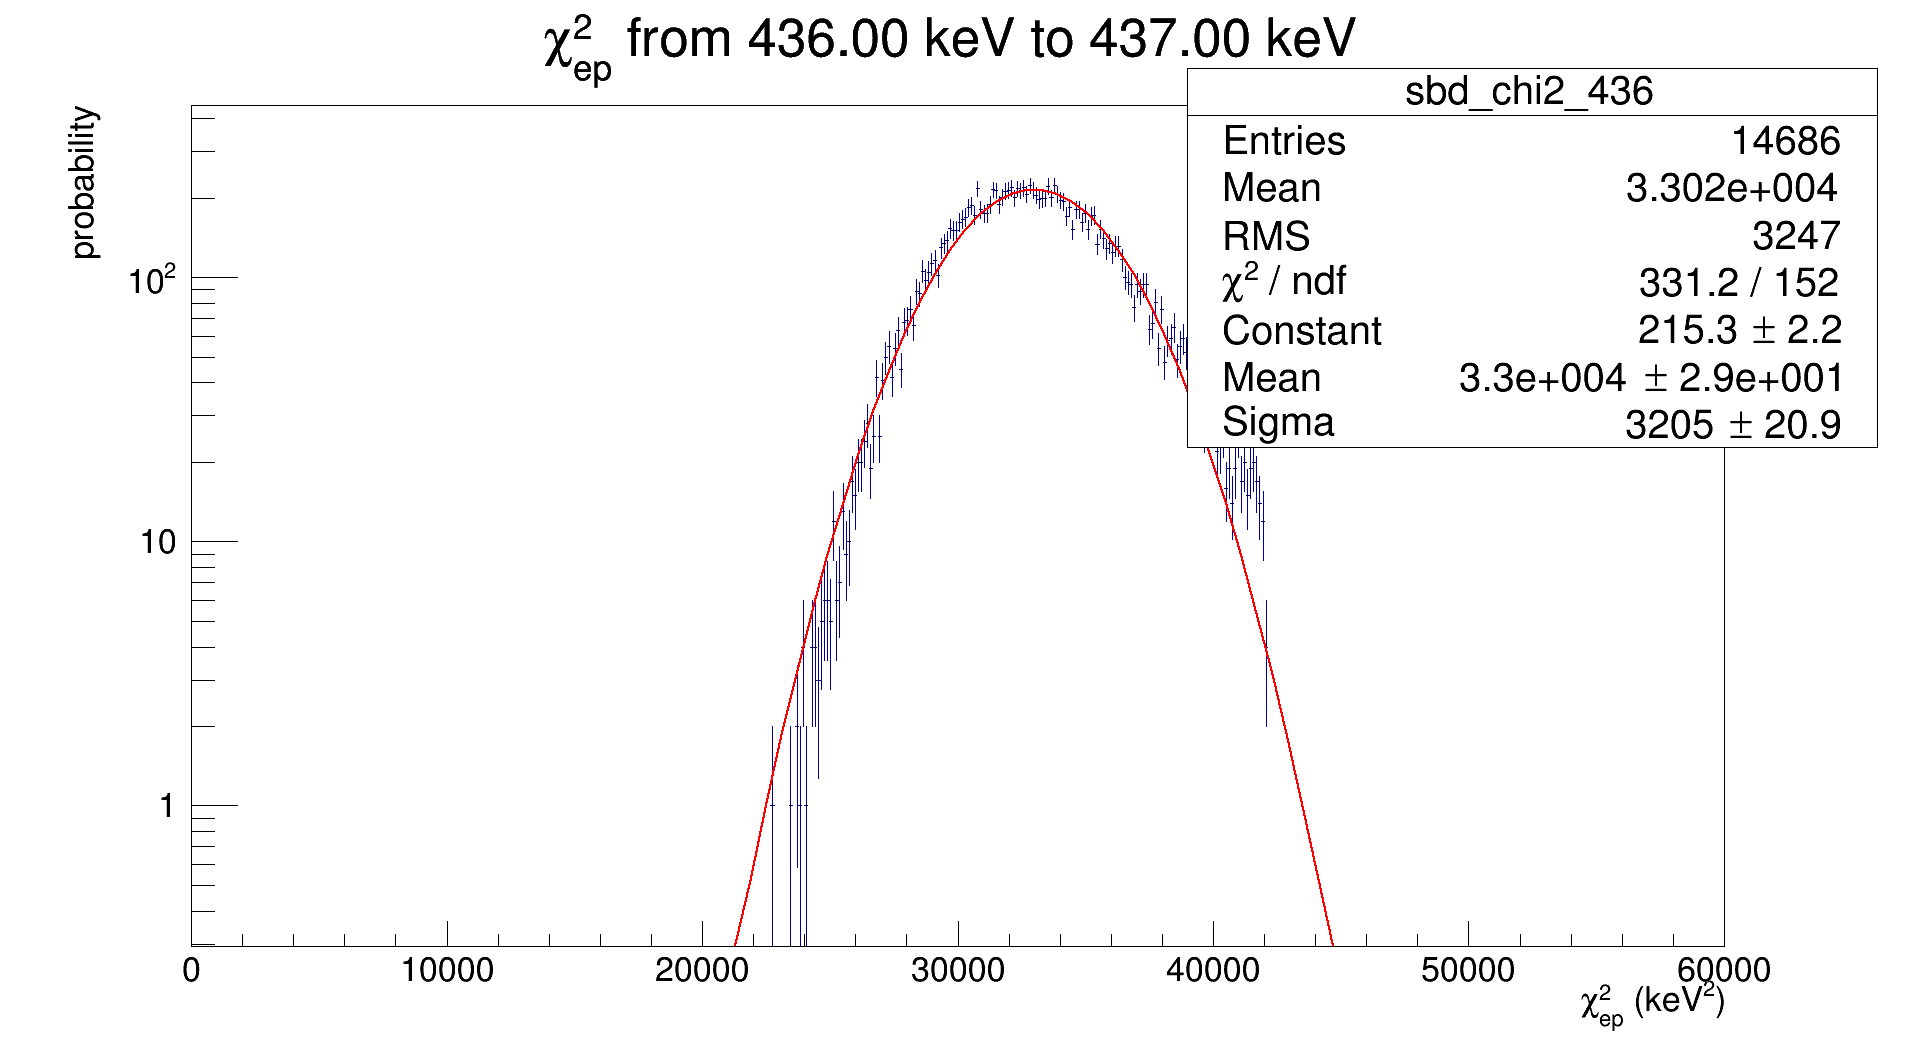 χ²ep from 436.00 keV to 437.00 keV
sbd_chi2_436
Entries 14686
Mean 3.302e+004
RMS 3247
χ² / ndf 331.2 / 152
Constant 215.3 ± 2.2
Mean 3.3e+004 ± 2.9e+001
Sigma 3205 ± 20.9
probability
10²
10
1
0 10000 20000 30000 40000 50000 60000
χ²ep (keV²)